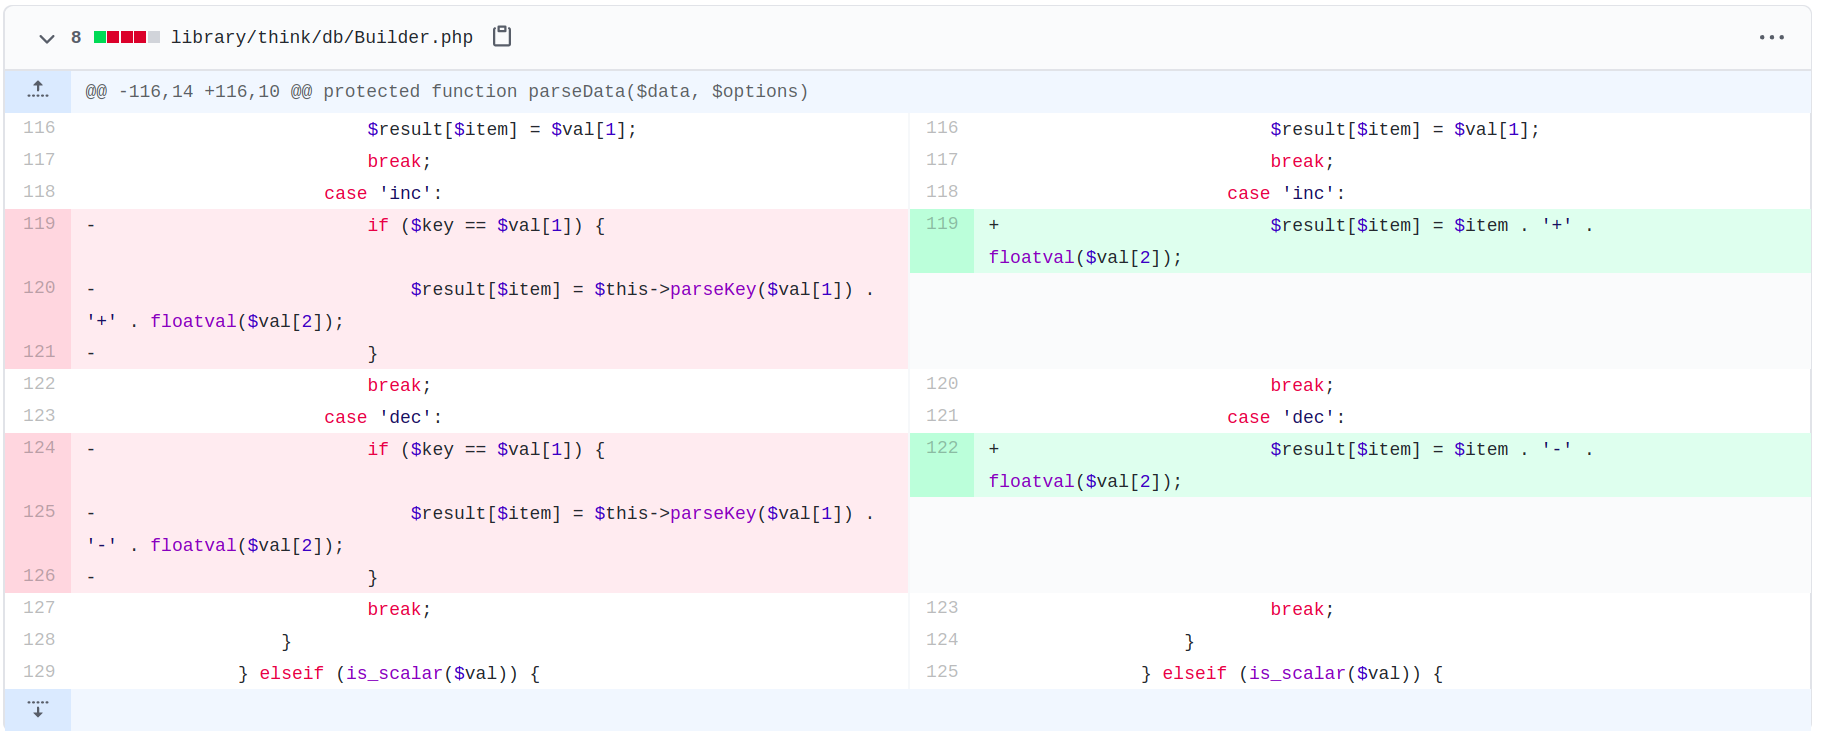 8 library/think/db/Builder.php
@@ -116,14 +116,10 @@ protected function parseData($data, $options)
116 $result[$item] = $val[1];
117 break;
118 case 'inc':
119 - if ($key == $val[1]) {
120 - $result[$item] = $this->parseKey($val[1]) .
'+' . floatval($val[2]);
121 - }
122 break;
123 case 'dec':
124 - if ($key == $val[1]) {
125 - $result[$item] = $this->parseKey($val[1]) .
'-' . floatval($val[2]);
126 - }
127 break;
128 }
129 } elseif (is_scalar($val)) {
116 $result[$item] = $val[1];
117 break;
118 case 'inc':
119 + $result[$item] = $item . '+' .
floatval($val[2]);
120 break;
121 case 'dec':
122 + $result[$item] = $item . '-' .
floatval($val[2]);
123 break;
124 }
125 } elseif (is_scalar($val)) {